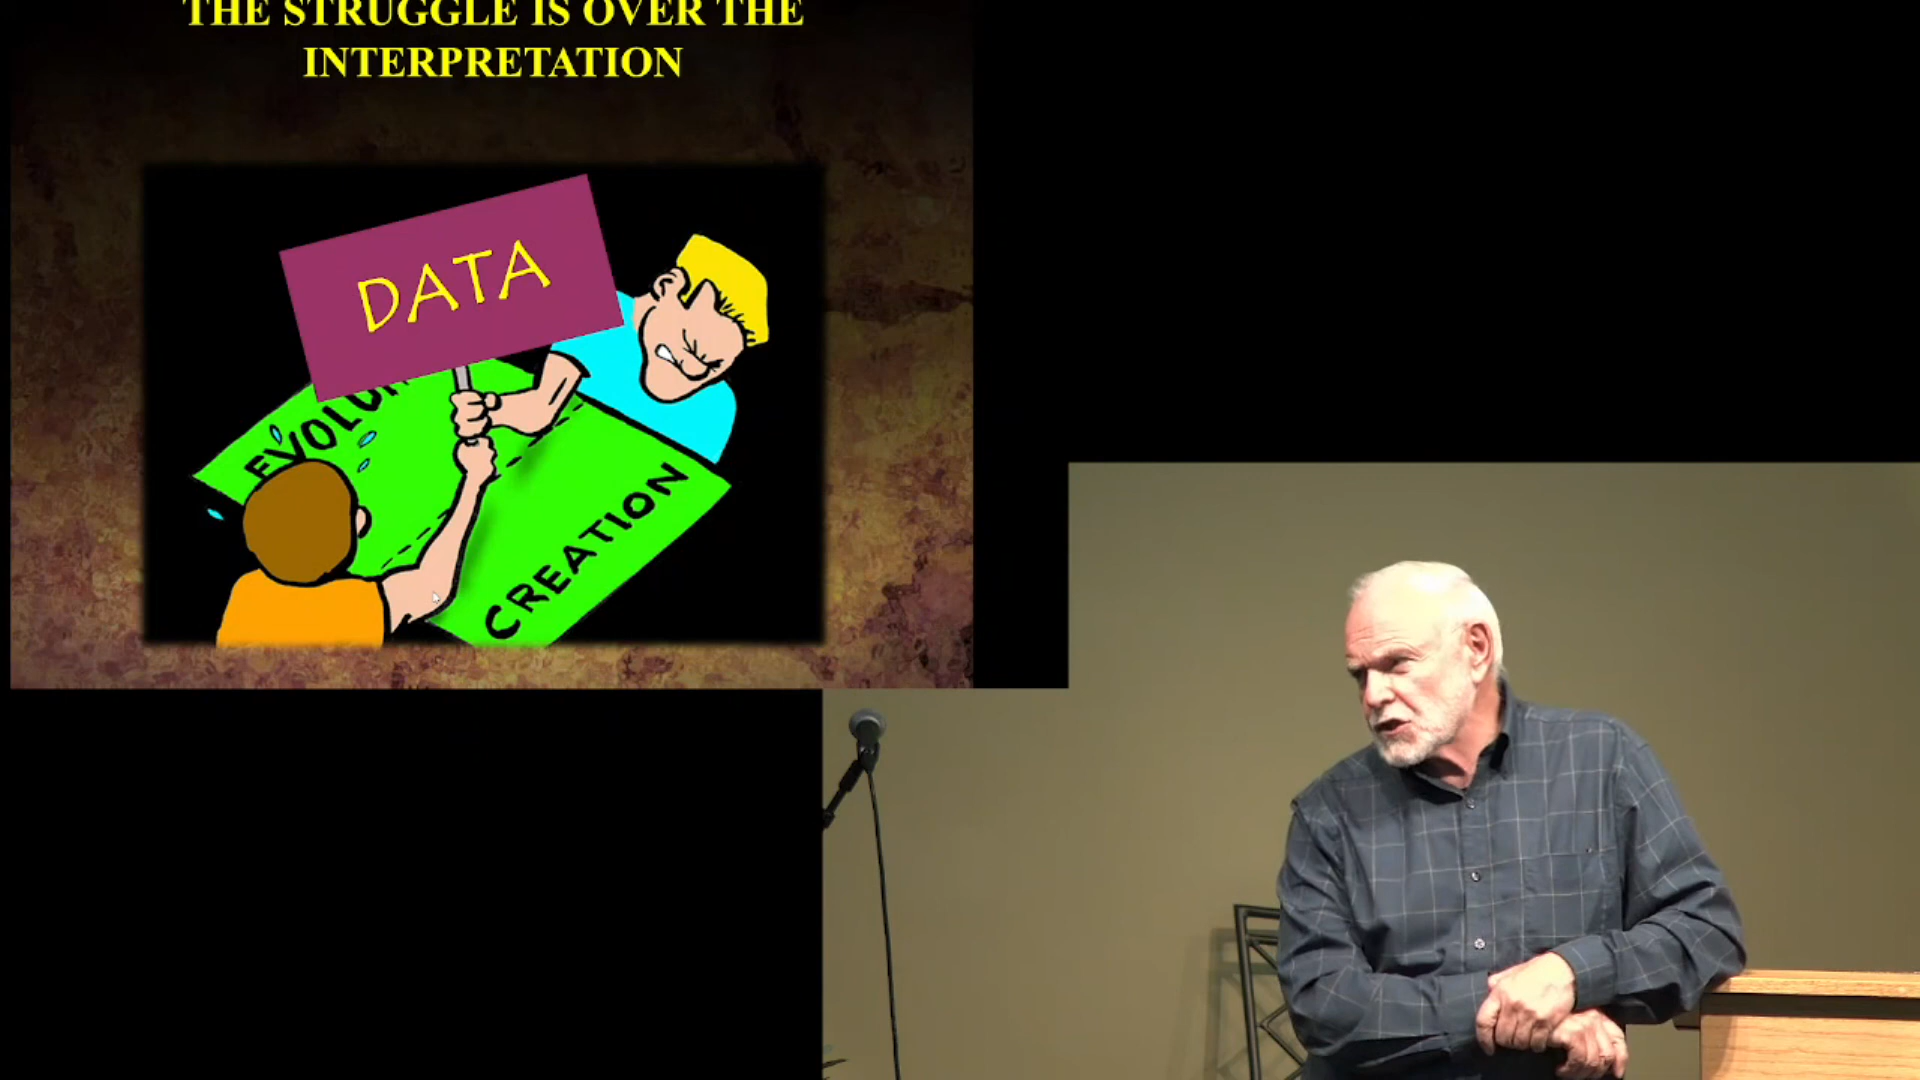 THE STRUGGLE IS OVER THE
INTERPRETATION
DATA
CREATION